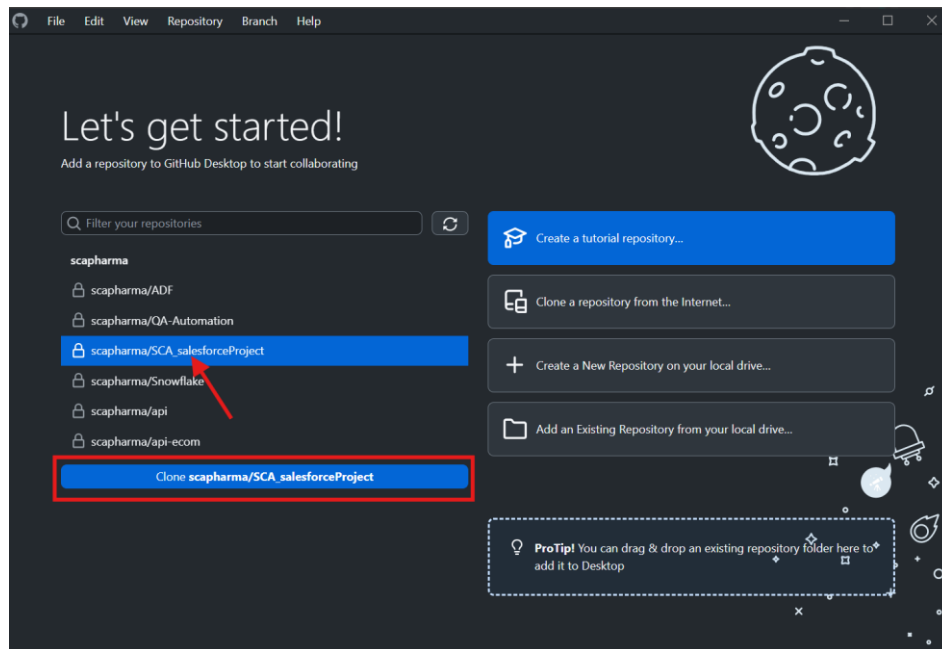 File Edit View Repository Branch Help
Let's get started!
Add a repository to GitHub Desktop to start collaborating
Filter your repositories
scapharma
scapharma/ADF
scapharma/QA-Automation
scapharma/SCA_salesforceProject
scapharma/Snowflake
scapharma/api
scapharma/api-ecom
Clone scapharma/SCA_salesforceProject
Create a tutorial repository...
Clone a repository from the Internet...
Create a New Repository on your local drive...
Add an Existing Repository from your local drive...
ProTip! You can drag & drop an existing repository folder here to
add it to Desktop